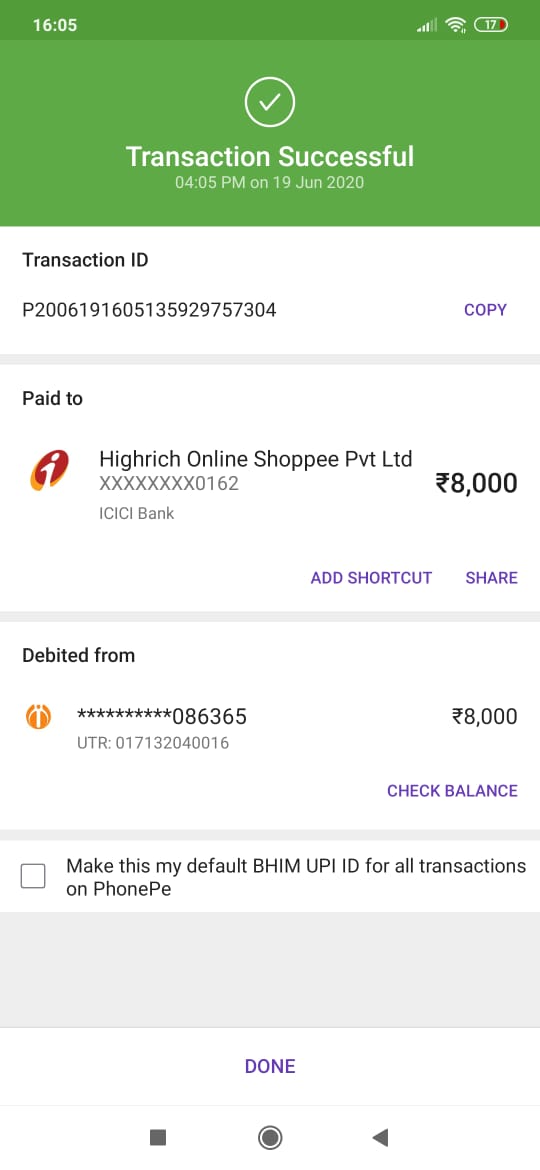 16:05
17
Transaction Successful
04:05 PM on 19 Jun 2020
Transaction ID
P2006191605135929757304
COPY
Paid to
Highrich Online Shoppee Pvt Ltd
XXXXXXXX0162
₹8,000
ICICI Bank
ADD SHORTCUT SHARE
Debited from
**********086365
₹8,000
UTR: 017132040016
CHECK BALANCE
Make this my default BHIM UPI ID for all transactions
on PhonePe
DONE